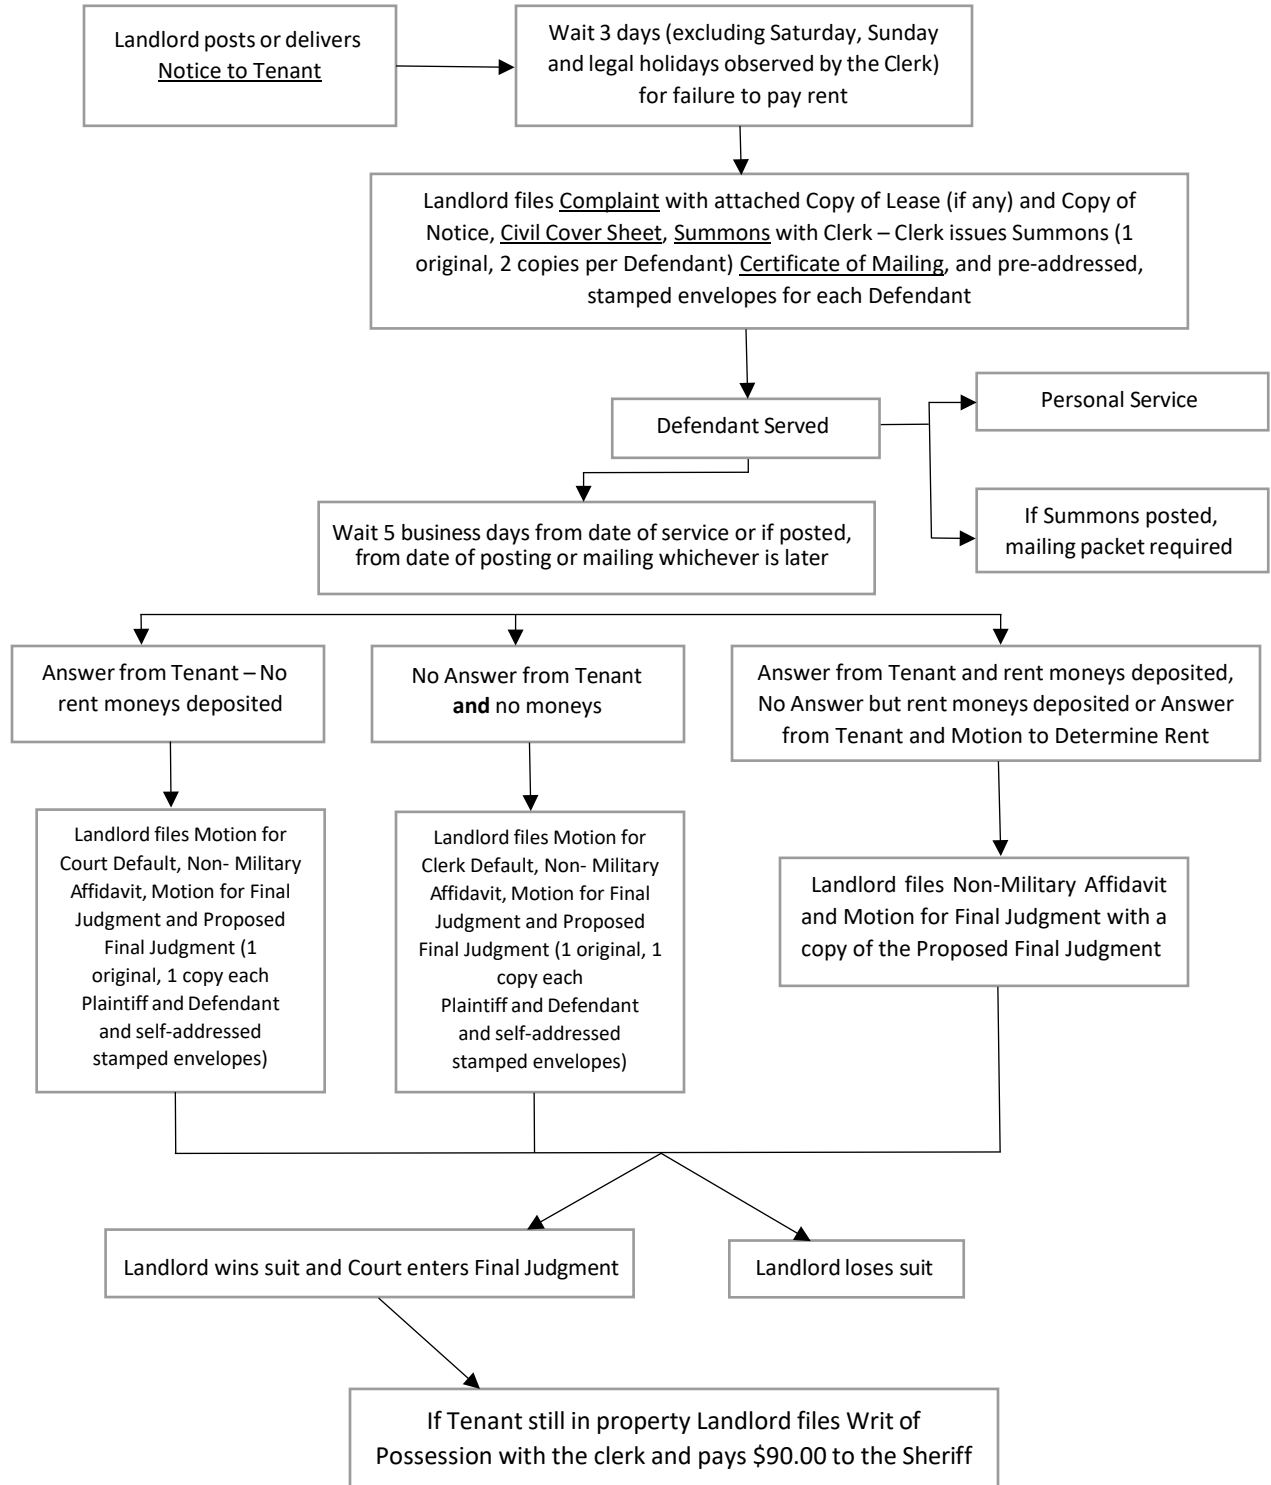 Landlord posts or delivers
Notice to Tenant
Wait 3 days (excluding Saturday, Sunday
and legal holidays observed by the Clerk)
for failure to pay rent
Landlord files Complaint with attached Copy of Lease (if any) and Copy of
Notice, Civil Cover Sheet, Summons with Clerk – Clerk issues Summons (1
original, 2 copies per Defendant) Certificate of Mailing, and pre-addressed,
stamped envelopes for each Defendant
Defendant Served
Personal Service
If Summons posted,
mailing packet required
Wait 5 business days from date of service or if posted,
from date of posting or mailing whichever is later
Answer from Tenant – No
rent moneys deposited
No Answer from Tenant
and no moneys
Answer from Tenant and rent moneys deposited,
No Answer but rent moneys deposited or Answer
from Tenant and Motion to Determine Rent
Landlord files Motion for
Court Default, Non- Military
Affidavit, Motion for Final
Judgment and Proposed
Final Judgment (1
original, 1 copy each
Plaintiff and Defendant
and self-addressed
stamped envelopes)
Landlord files Motion for
Clerk Default, Non- Military
Affidavit, Motion for Final
Judgment and Proposed
Final Judgment (1 original, 1
copy each
Plaintiff and Defendant
and self-addressed
stamped envelopes)
Landlord files Non-Military Affidavit
and Motion for Final Judgment with a
copy of the Proposed Final Judgment
Landlord wins suit and Court enters Final Judgment
Landlord loses suit
If Tenant still in property Landlord files Writ of
Possession with the clerk and pays $90.00 to the Sheriff